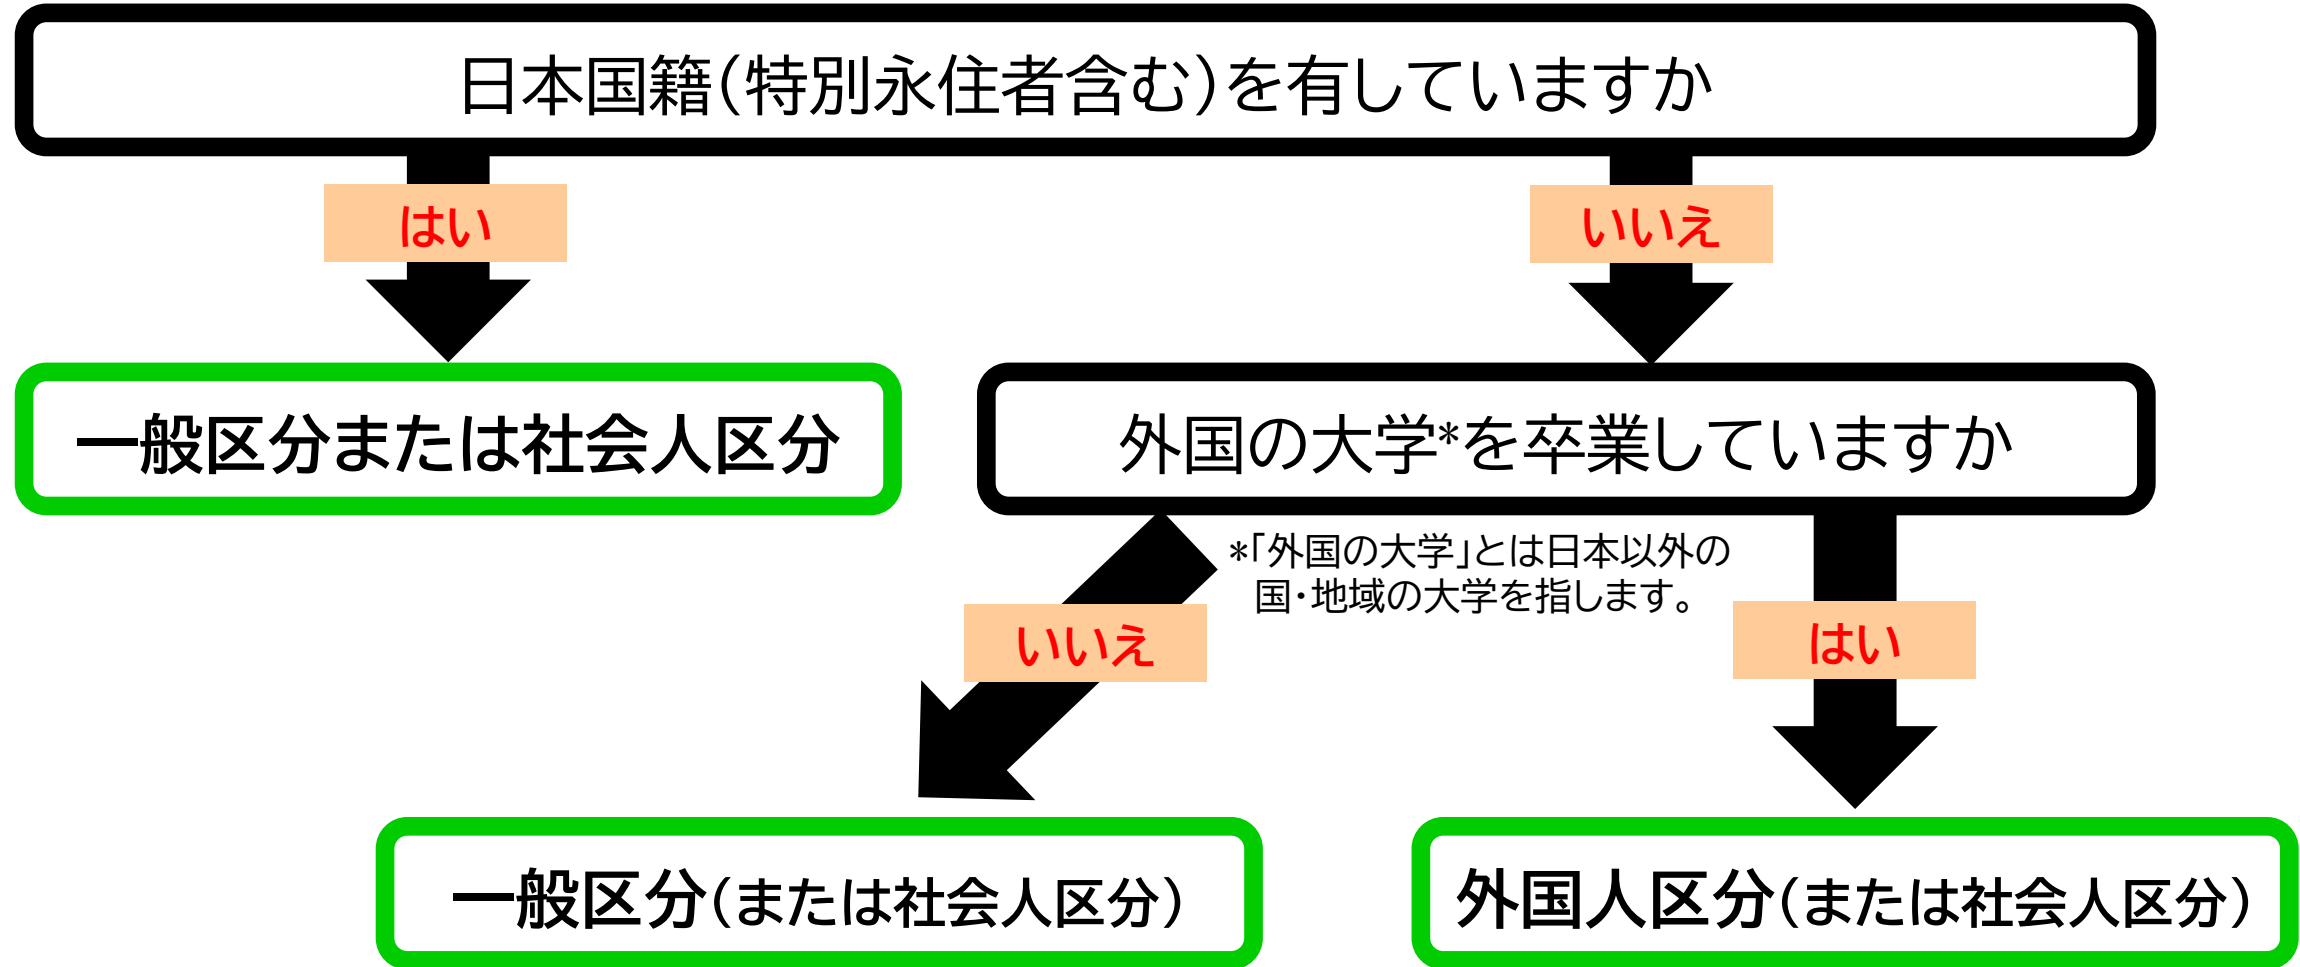 日本国籍（特別永住者含む）を有していますか
はい
いいえ
一般区分または社会人区分
外国の大学*を卒業していますか
*「外国の大学」とは日本以外の
国・地域の大学を指します。
いいえ
はい
一般区分（または社会人区分）
外国人区分（または社会人区分）